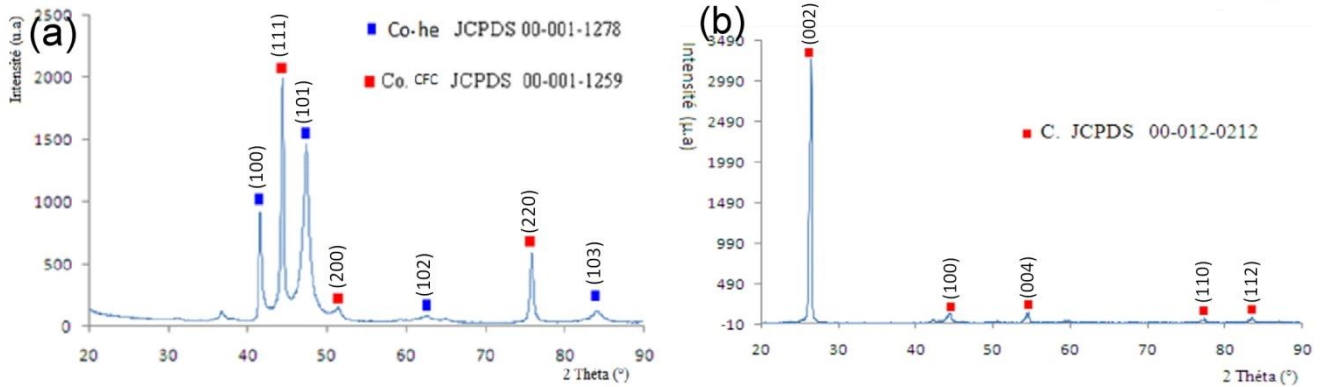 (a)
Intensité (u.a)
2500
2000
1500
1000
500
0
20 30 40 50 60 70 80 90
2 Theta (°)
Co-he JCPDS 00-001-1278
Co. CFC JCPDS 00-001-1259
(100)
(111)
(101)
(200)
(102)
(220)
(103)
(b)
Intensité (µ.a)
3490
2990
2490
1990
1490
990
490
-10
20 30 40 50 60 70 80 90
2 Théta (°)
C. JCPDS 00-012-0212
(002)
(100)
(004)
(110)
(112)